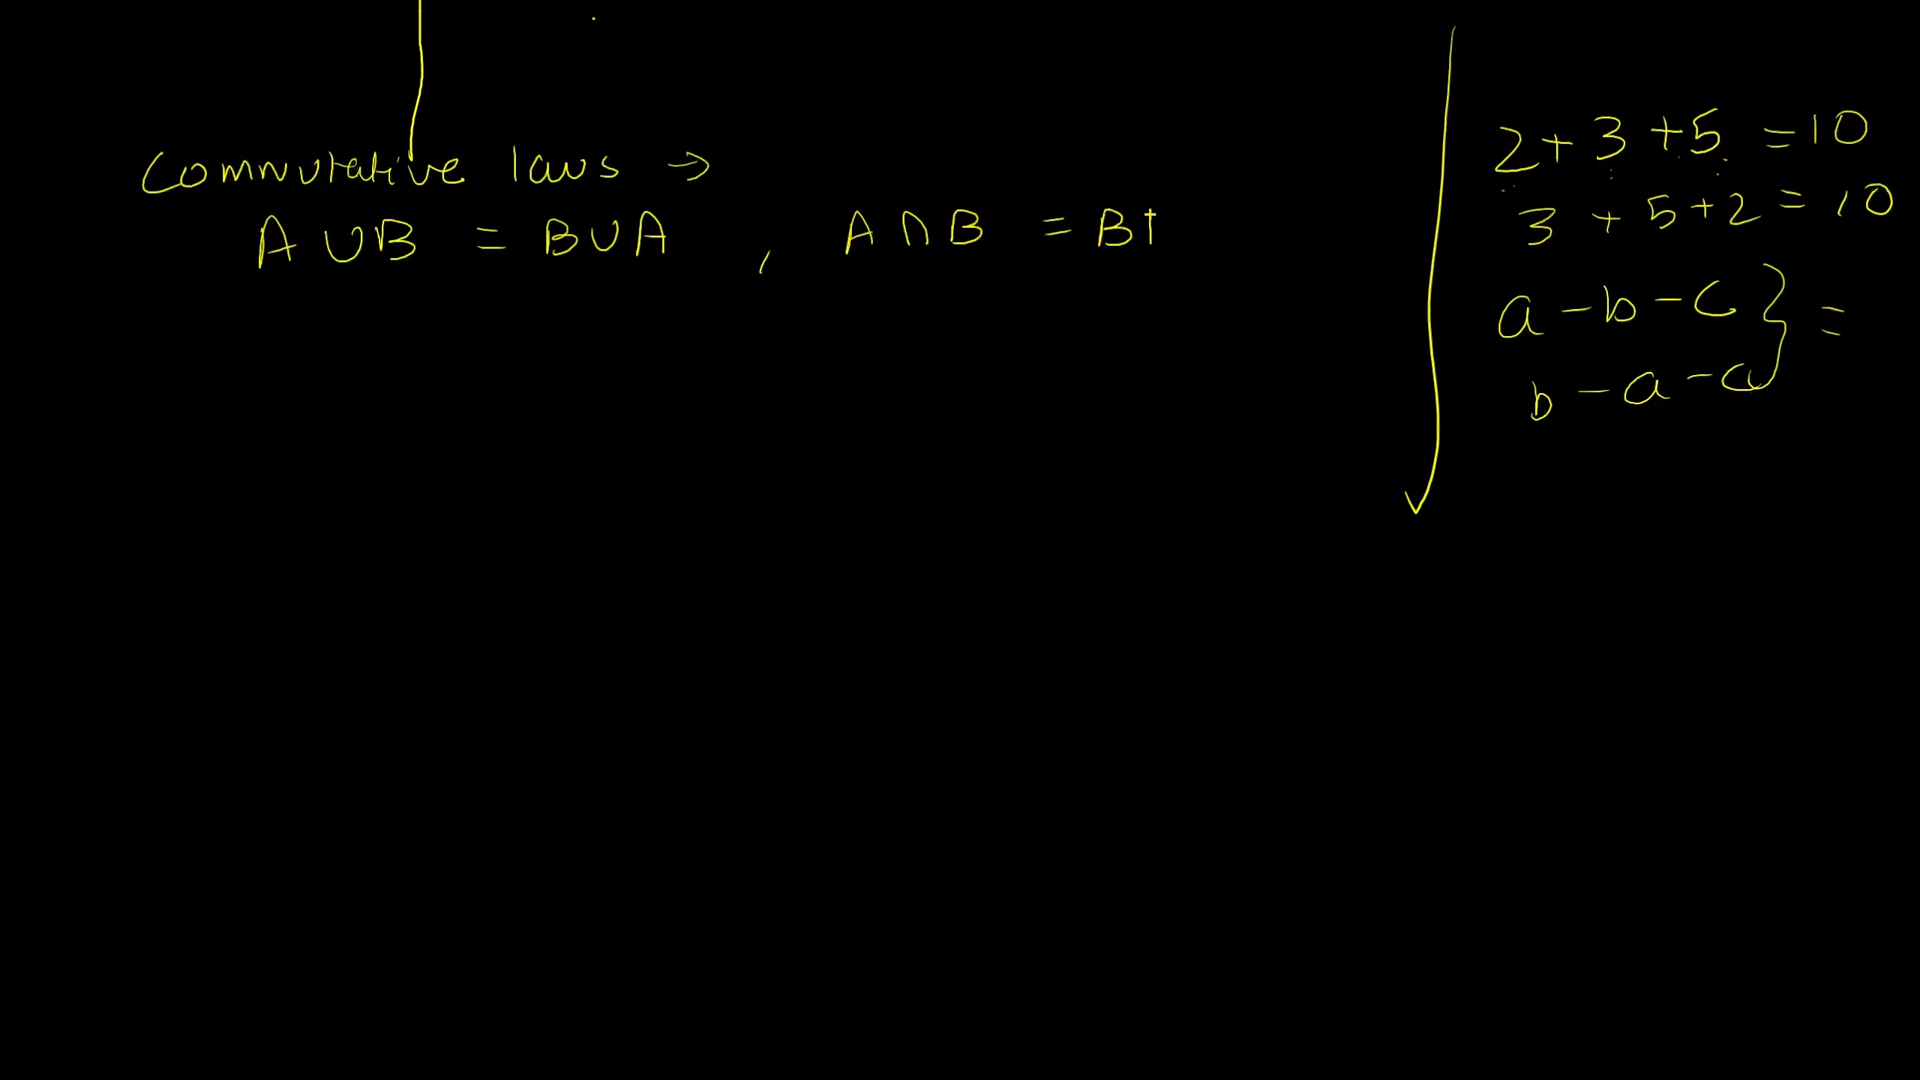 Commutative laws →
A ∪ B = B ∪ A , A ∩ B = B
2 + 3 + 5 = 10
3 + 5 + 2 = 10
a - b - c } =
b - a - c